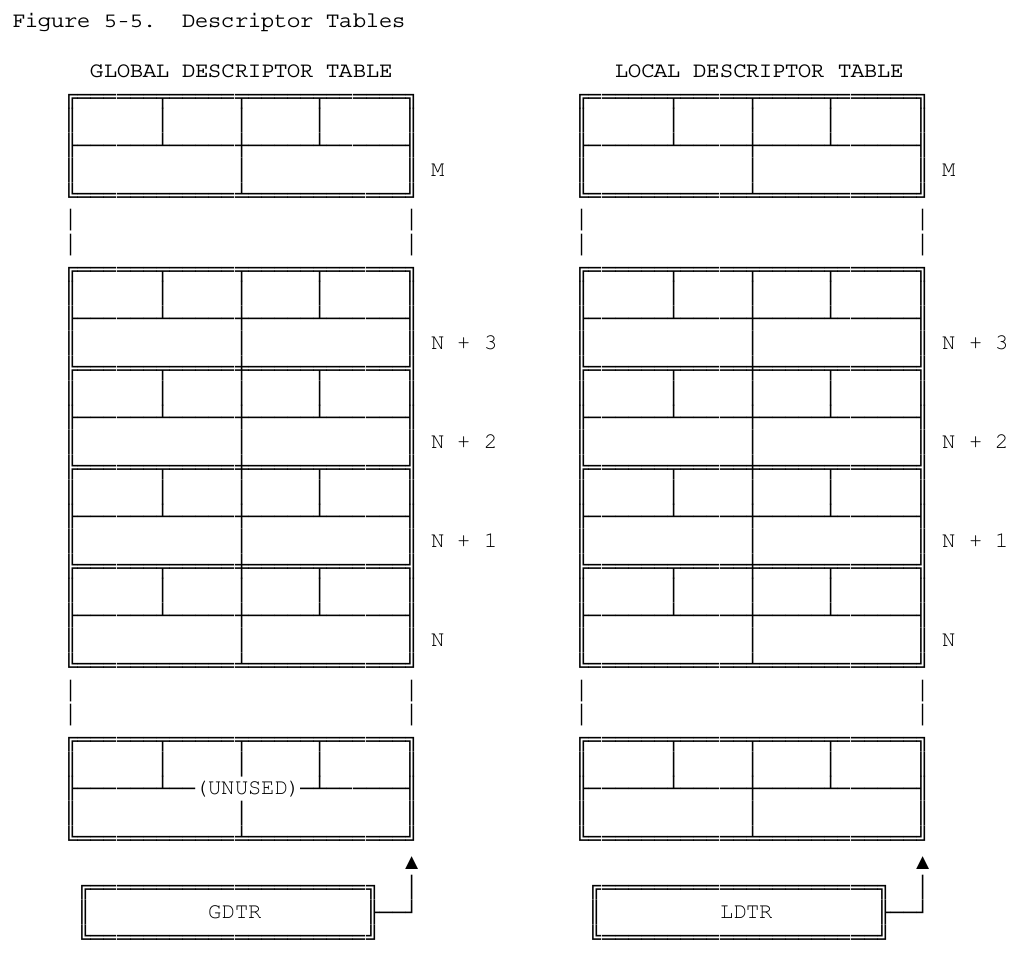 Figure 5-5.  Descriptor Tables
GLOBAL DESCRIPTOR TABLE    LOCAL DESCRIPTOR TABLE
M    M
N + 3    N + 3
N + 2    N + 2
N + 1    N + 1
N    N
(UNUSED)
GDTR    LDTR